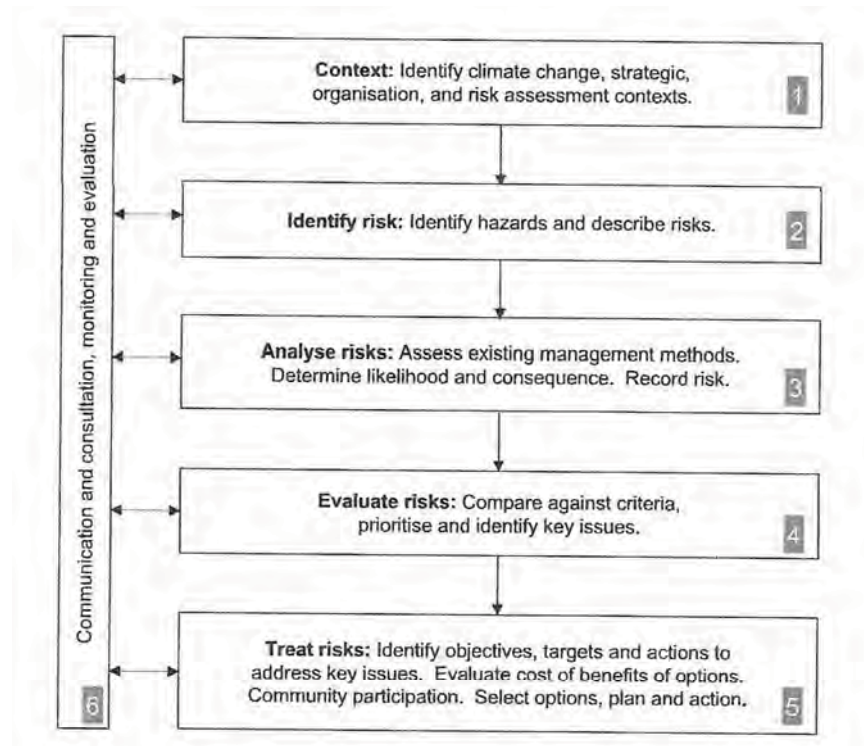 Context: Identify climate change, strategic,
organisation, and risk assessment contexts.
1
Identify risk: Identify hazards and describe risks.
2
Analyse risks: Assess existing management methods.
Determine likelihood and consequence. Record risk.
3
Evaluate risks: Compare against criteria,
prioritise and identify key issues.
4
Treat risks: Identify objectives, targets and actions to
address key issues. Evaluate cost of benefits of options.
Community participation. Select options, plan and action.
5
Communication and consultation, monitoring and evaluation
6